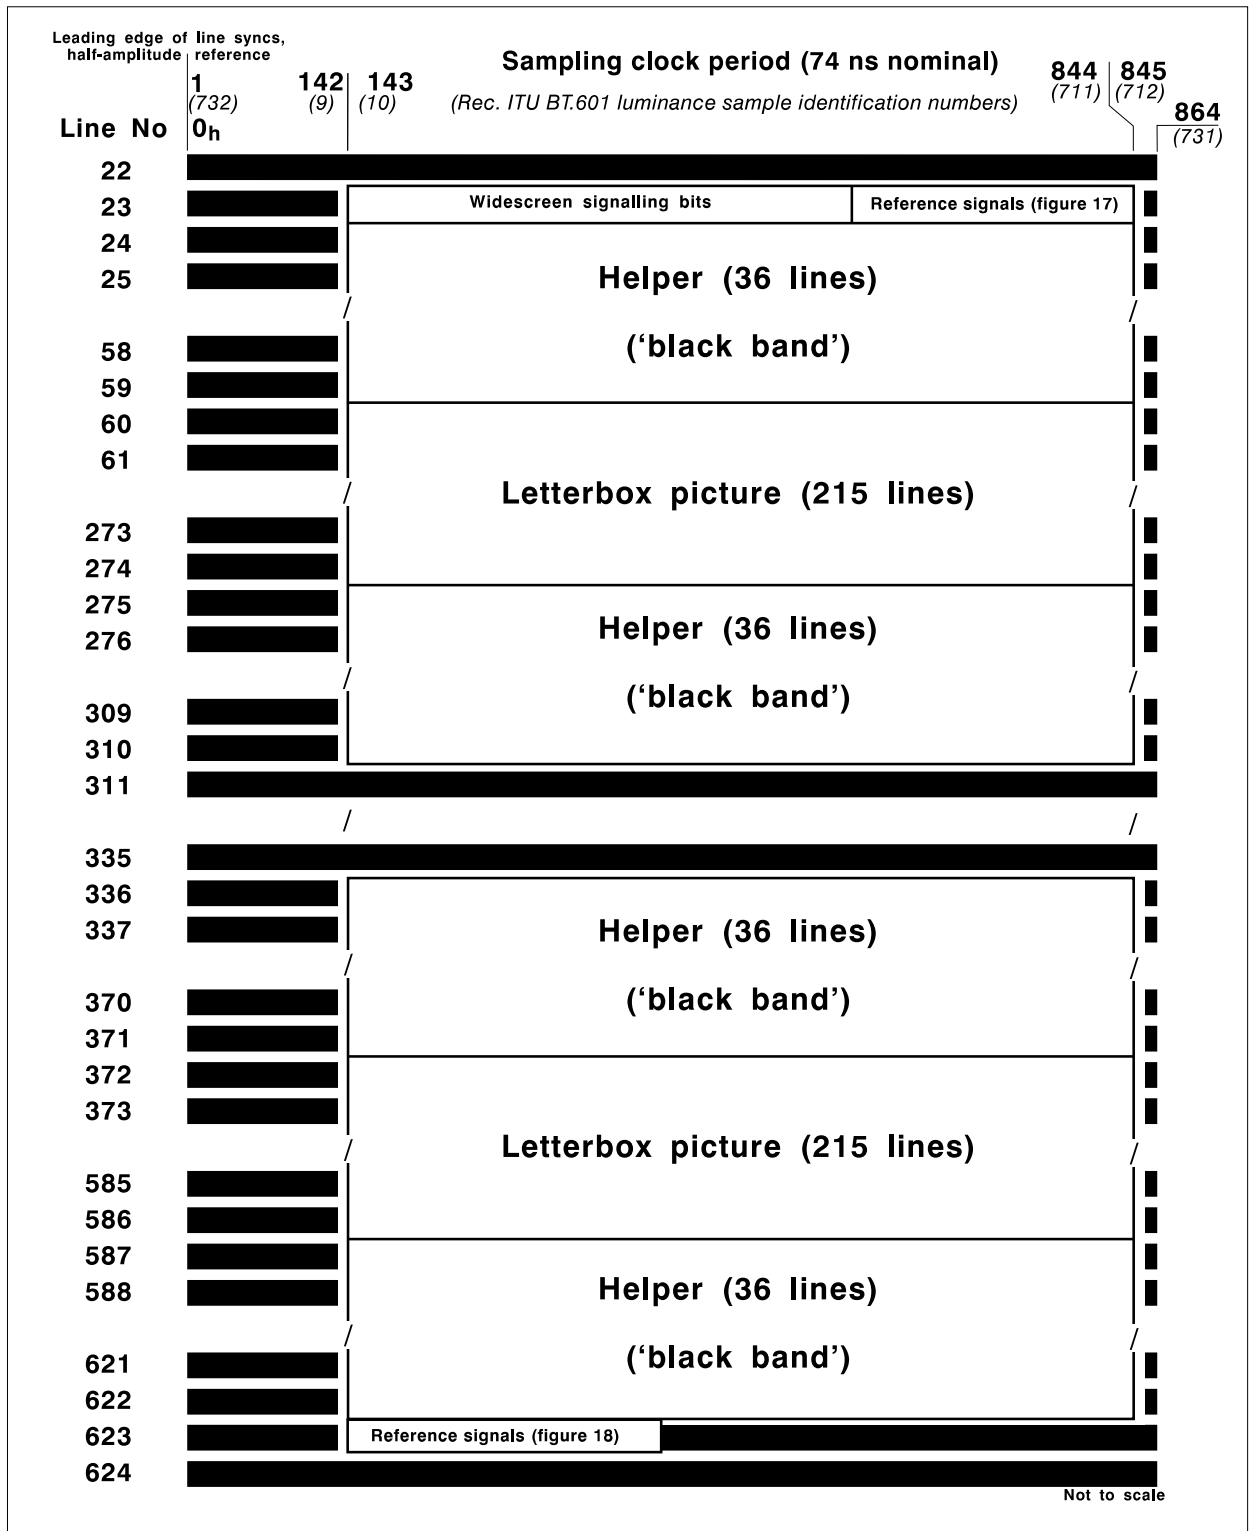 Leading edge of line syncs,
half-amplitude reference
Sampling clock period (74 ns nominal)
1 142 143 844 845
(732) (9) (10) (Rec. ITU BT.601 luminance sample identification numbers) (711) (712)
864
(731)
Line No 0h
22
23 Widescreen signalling bits Reference signals (figure 17)
24
25 Helper (36 lines)
58 ('black band')
59
60
61
Letterbox picture (215 lines)
273
274
275
276 Helper (36 lines)
('black band')
309
310
311
335
336
337 Helper (36 lines)
370 ('black band')
371
372
373
Letterbox picture (215 lines)
585
586
587
588 Helper (36 lines)
621 ('black band')
622
623 Reference signals (figure 18)
624
Not to scale